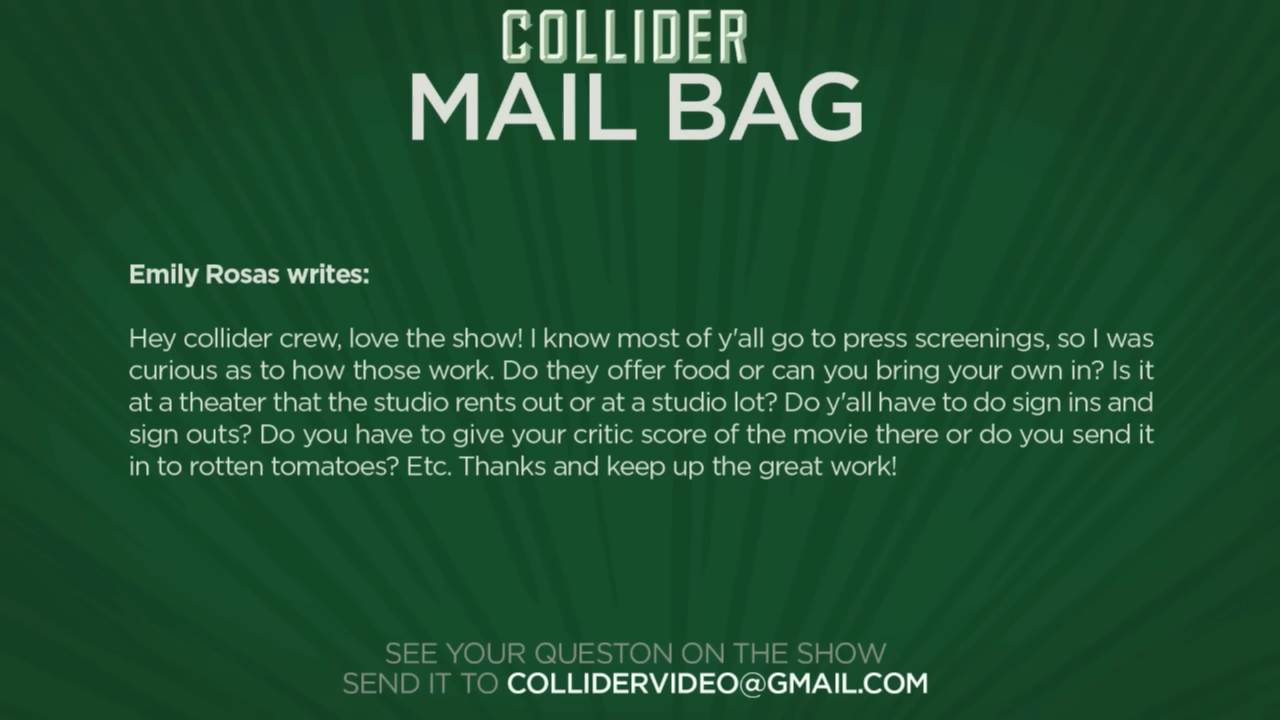 COLLIDER
MAIL BAG
Emily Rosas writes:
Hey collider crew, love the show! I know most of y'all go to press screenings, so I was
curious as to how those work. Do they offer food or can you bring your own in? Is it
at a theater that the studio rents out or at a studio lot? Do y'all have to do sign ins and
sign outs? Do you have to give your critic score of the movie there or do you send it
in to rotten tomatoes? Etc. Thanks and keep up the great work!
SEE YOUR QUESTON ON THE SHOW
SEND IT TO COLLIDERVIDEO@GMAIL.COM